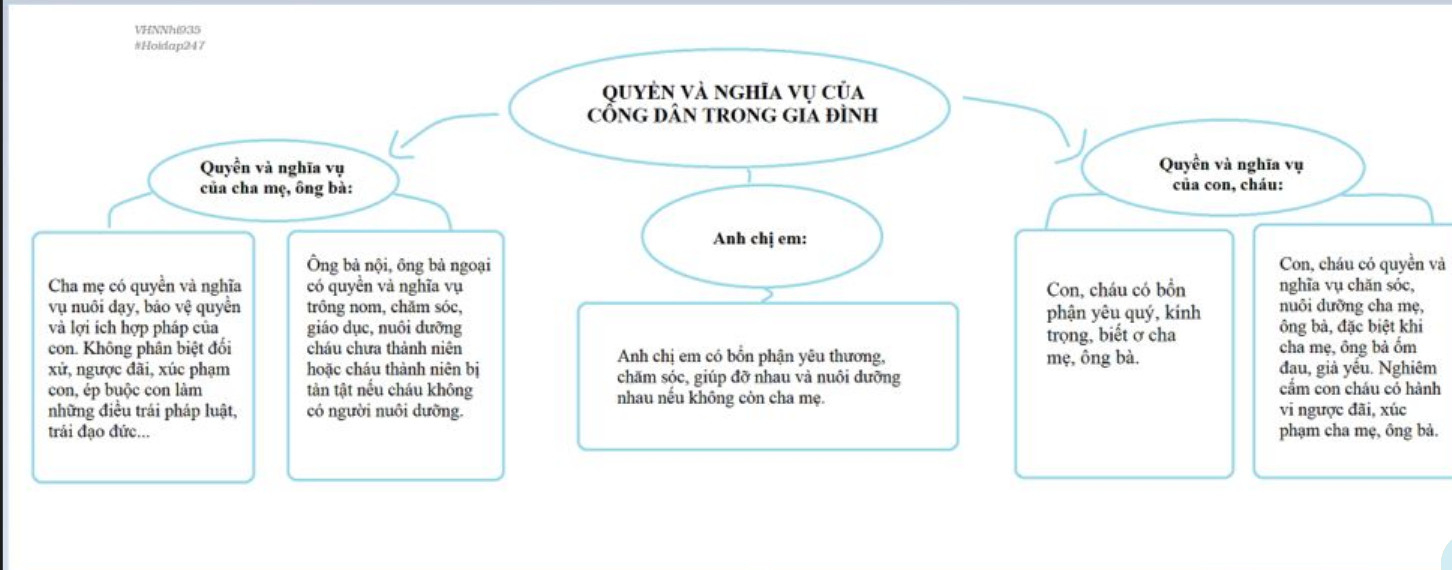 VHNNhi935
#Hoidap247
QUYỀN VÀ NGHĨA VỤ CỦA
CÔNG DÂN TRONG GIA ĐÌNH
Quyền và nghĩa vụ
của cha mẹ, ông bà:
Cha mẹ có quyền và nghĩa
vụ nuôi dạy, bảo vệ quyền
và lợi ích hợp pháp của
con. Không phân biệt đối
xử, ngược đãi, xúc phạm
con, ép buộc con làm
những điều trái pháp luật,
trái đạo đức...
Ông bà nội, ông bà ngoại
có quyền và nghĩa vụ
trông nom, chăm sóc,
giáo dục, nuôi dưỡng
cháu chưa thành niên
hoặc cháu thành niên bị
tàn tật nếu cháu không
có người nuôi dưỡng.
Anh chị em:
Anh chị em có bổn phận yêu thương,
chăm sóc, giúp đỡ nhau và nuôi dưỡng
nhau nếu không còn cha mẹ.
Quyền và nghĩa vụ
của con, cháu:
Con, cháu có bổn
phận yêu quý, kính
trọng, biết ơ cha
mẹ, ông bà.
Con, cháu có quyền và
nghĩa vụ chăn sóc,
nuôi dưỡng cha mẹ,
ông bà, đặc biệt khi
cha mẹ, ông bà ốm
đau, già yếu. Nghiêm
cấm con cháu có hành
vi ngược đãi, xúc
phạm cha mẹ, ông bà.